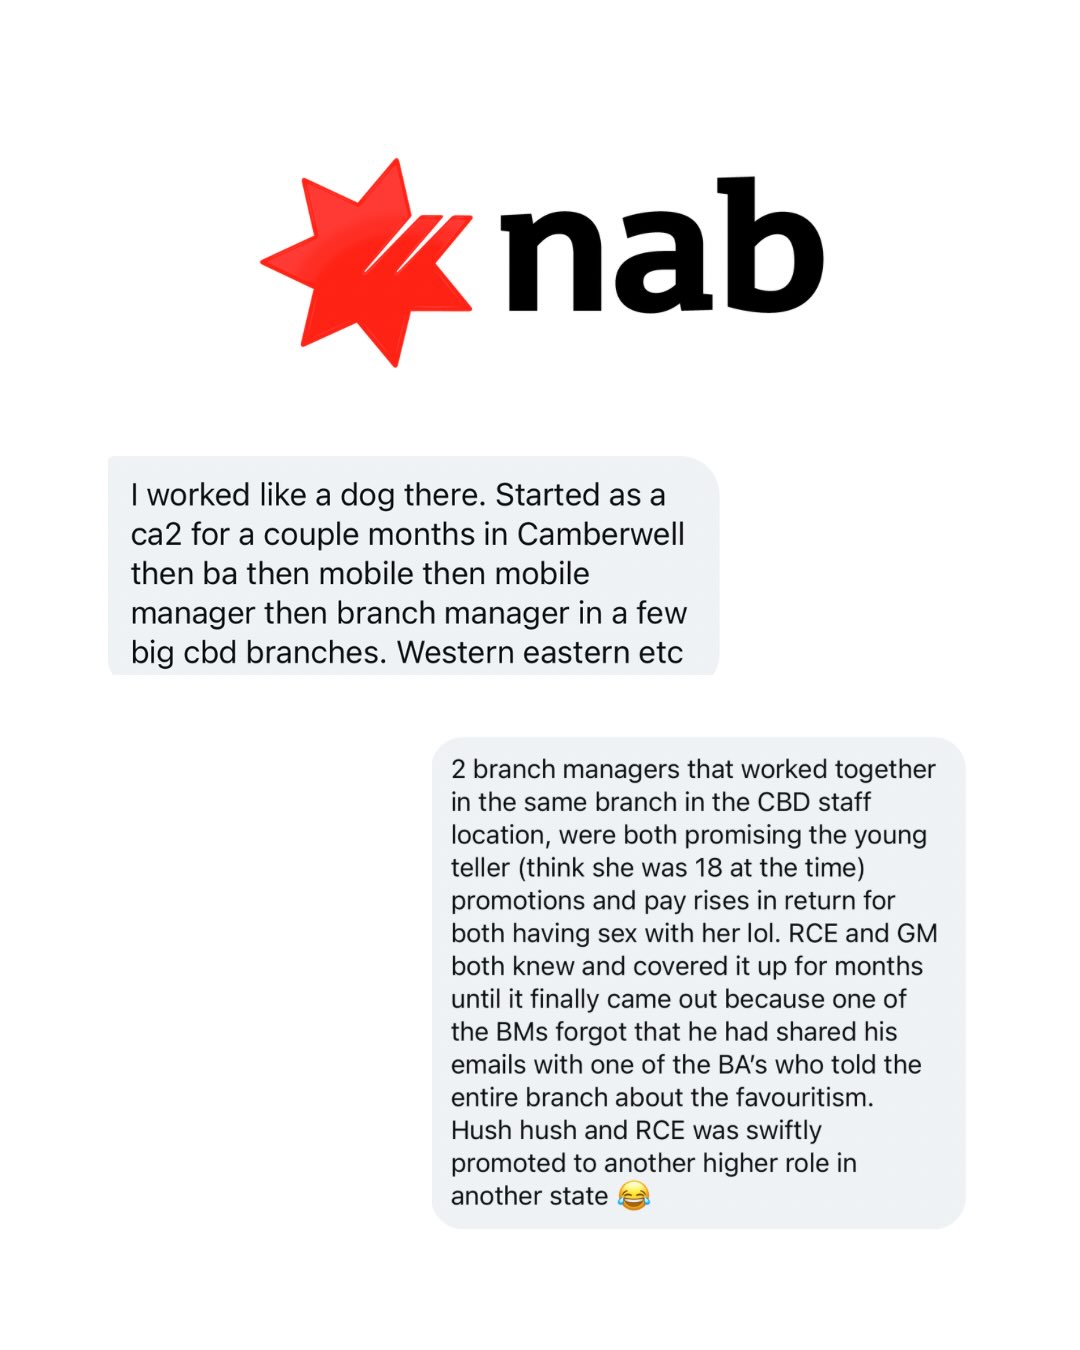 nab
I worked like a dog there. Started as a
ca2 for a couple months in Camberwell
then ba then mobile then mobile
manager then branch manager in a few
big cbd branches. Western eastern etc
2 branch managers that worked together
in the same branch in the CBD staff
location, were both promising the young
teller (think she was 18 at the time)
promotions and pay rises in return for
both having sex with her lol. RCE and GM
both knew and covered it up for months
until it finally came out because one of
the BMs forgot that he had shared his
emails with one of the BA’s who told the
entire branch about the favouritism.
Hush hush and RCE was swiftly
promoted to another higher role in
another state 😂